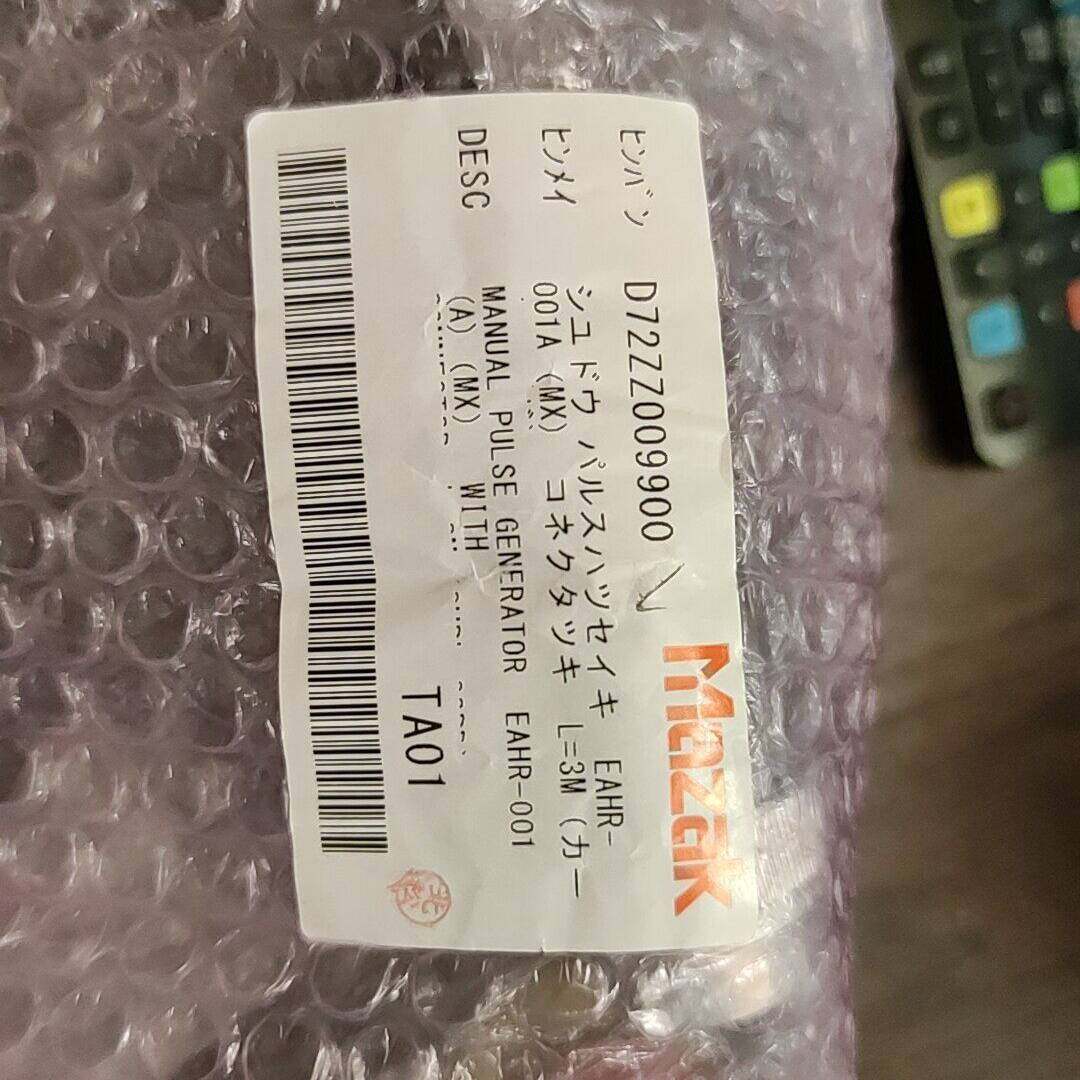 ﾋﾝﾊﾞﾝ D72ZZ009900
Mazak
ﾋﾝﾒｲ シュドウ パルスハツセイキ EAHR-
001A (MX) コネクタツキ L=3M (カー
DESC MANUAL PULSE GENERATOR EAHR-001
(A) (MX) WITH
TA01